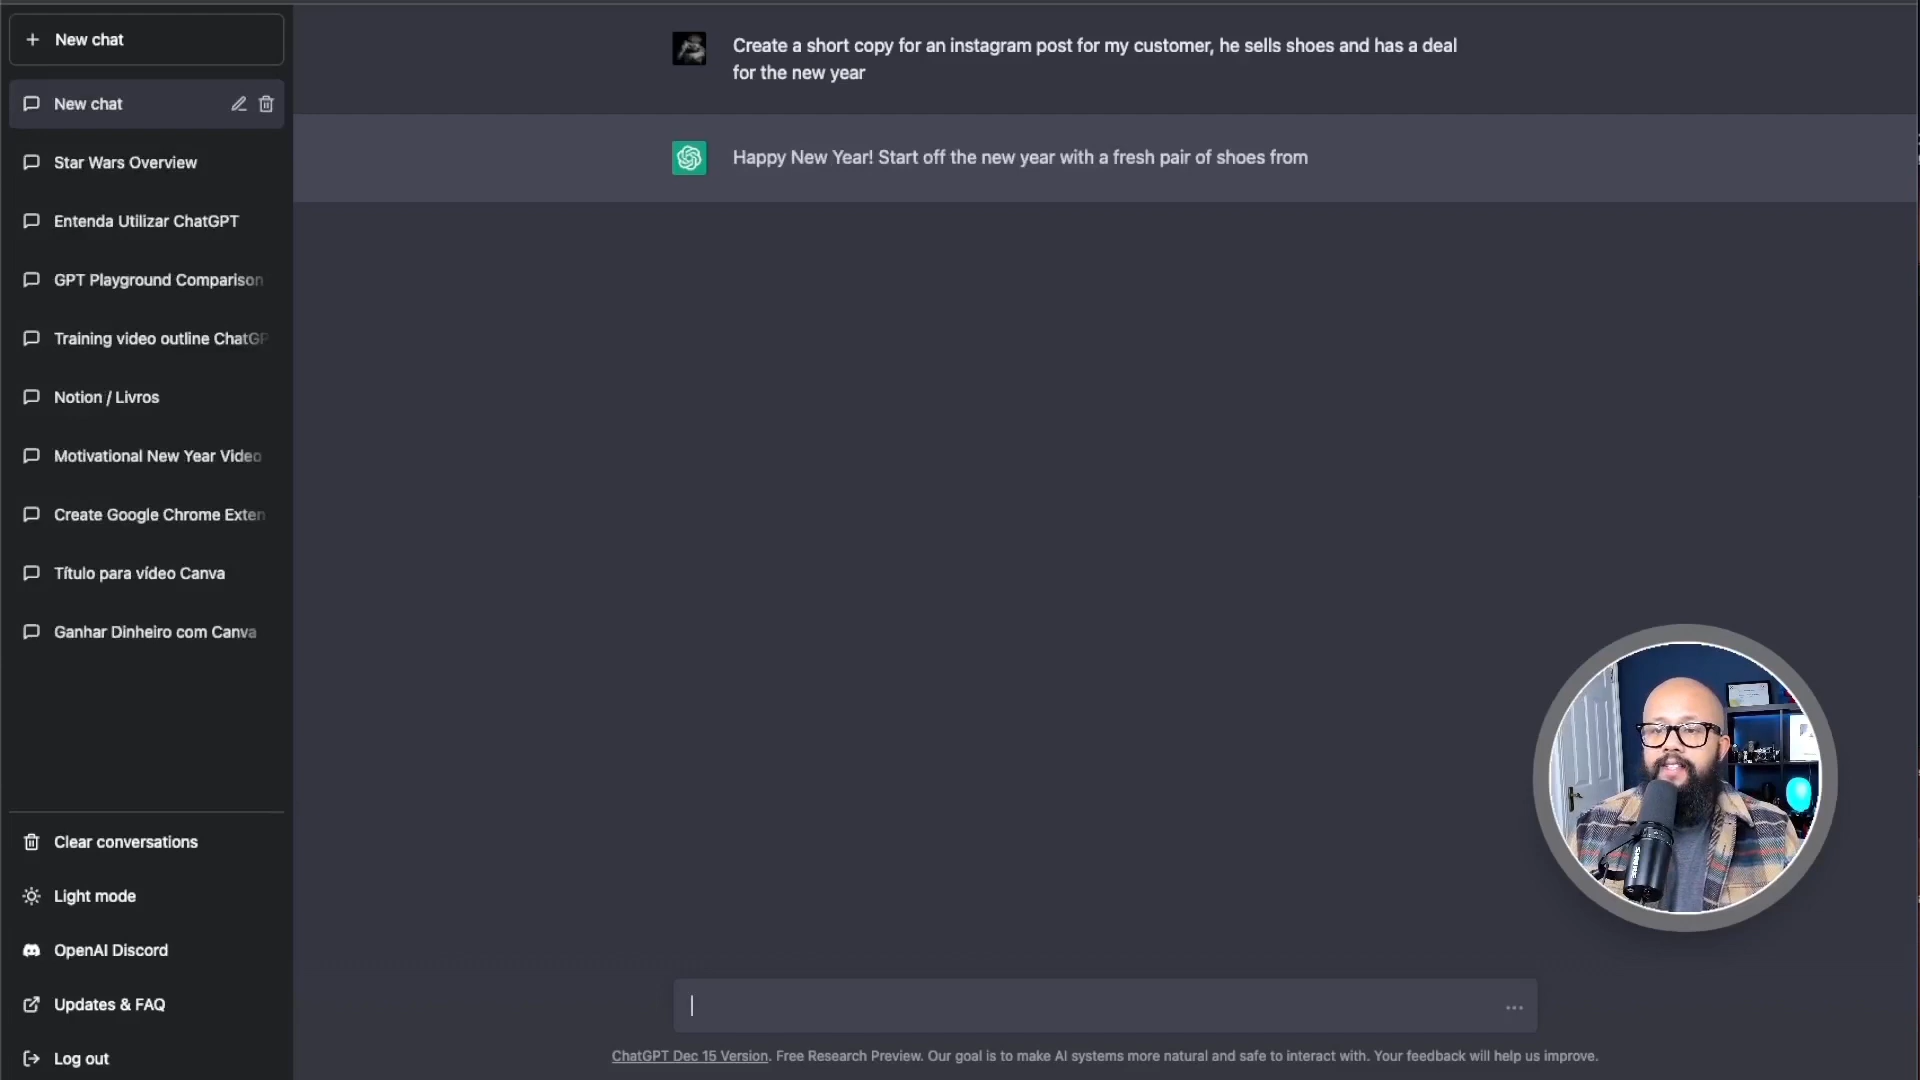 New chat
New chat
Star Wars Overview
Entenda Utilizar ChatGPT
GPT Playground Comparison
Training video outline ChatGP
Notion / Livros
Motivational New Year Video
Create Google Chrome Exten
Título para vídeo Canva
Ganhar Dinheiro com Canva
Clear conversations
Light mode
OpenAI Discord
Updates & FAQ
Log out
Create a short copy for an instagram post for my customer, he sells shoes and has a deal
for the new year
Happy New Year! Start off the new year with a fresh pair of shoes from
ChatGPT Dec 15 Version. Free Research Preview. Our goal is to make AI systems more natural and safe to interact with. Your feedback will help us improve.